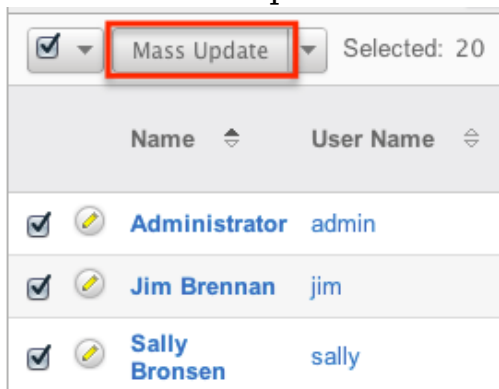 Mass Update Selected: 20
Name User Name
Administrator admin
Jim Brennan jim
Sally
Bronsen sally